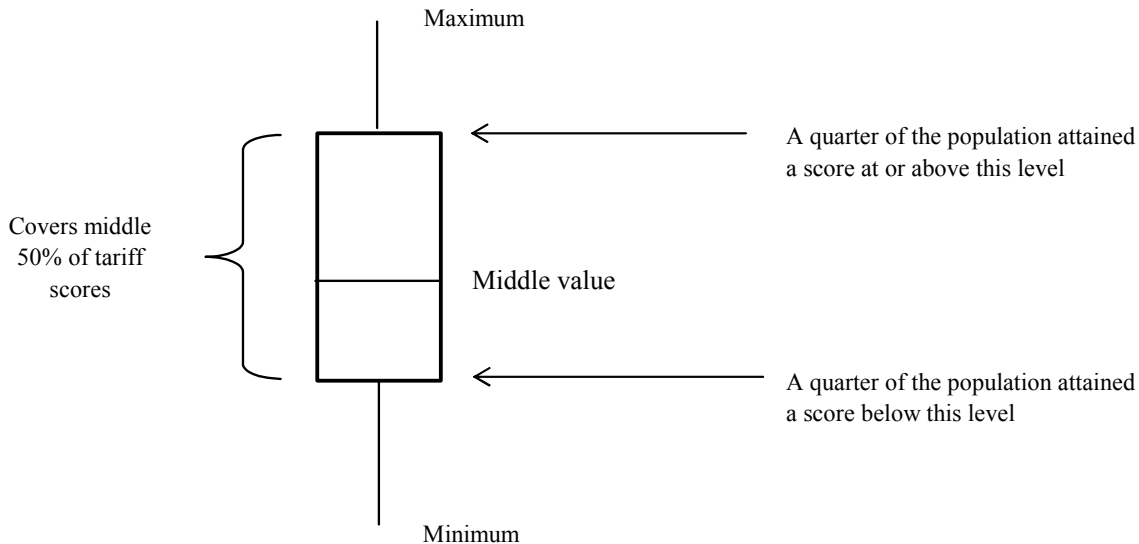 Maximum
A quarter of the population attained
a score at or above this level
Covers middle
50% of tariff
scores
Middle value
A quarter of the population attained
a score below this level
Minimum